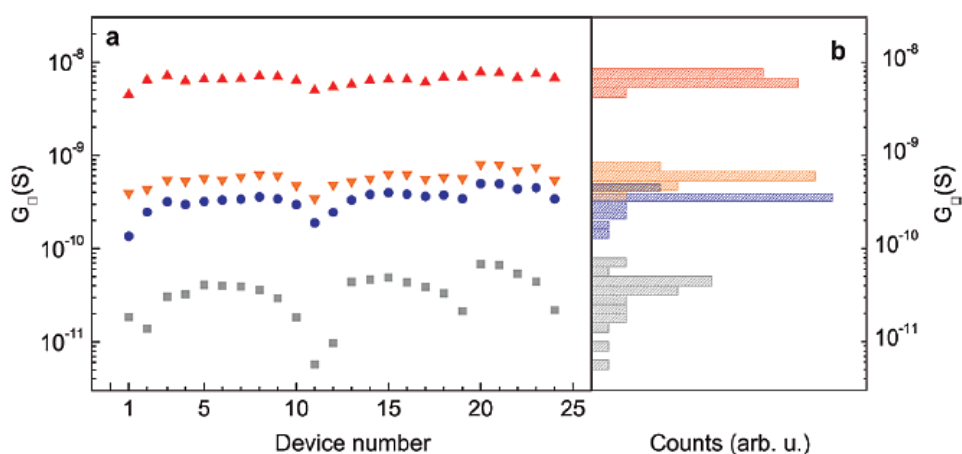 a
b
10⁻⁸
10⁻⁹
10⁻¹⁰
10⁻¹¹
G□(S)
1 5 10 15 20 25
Device number
Counts (arb. u.)
10⁻⁸
10⁻⁹
10⁻¹⁰
10⁻¹¹
G□(S)